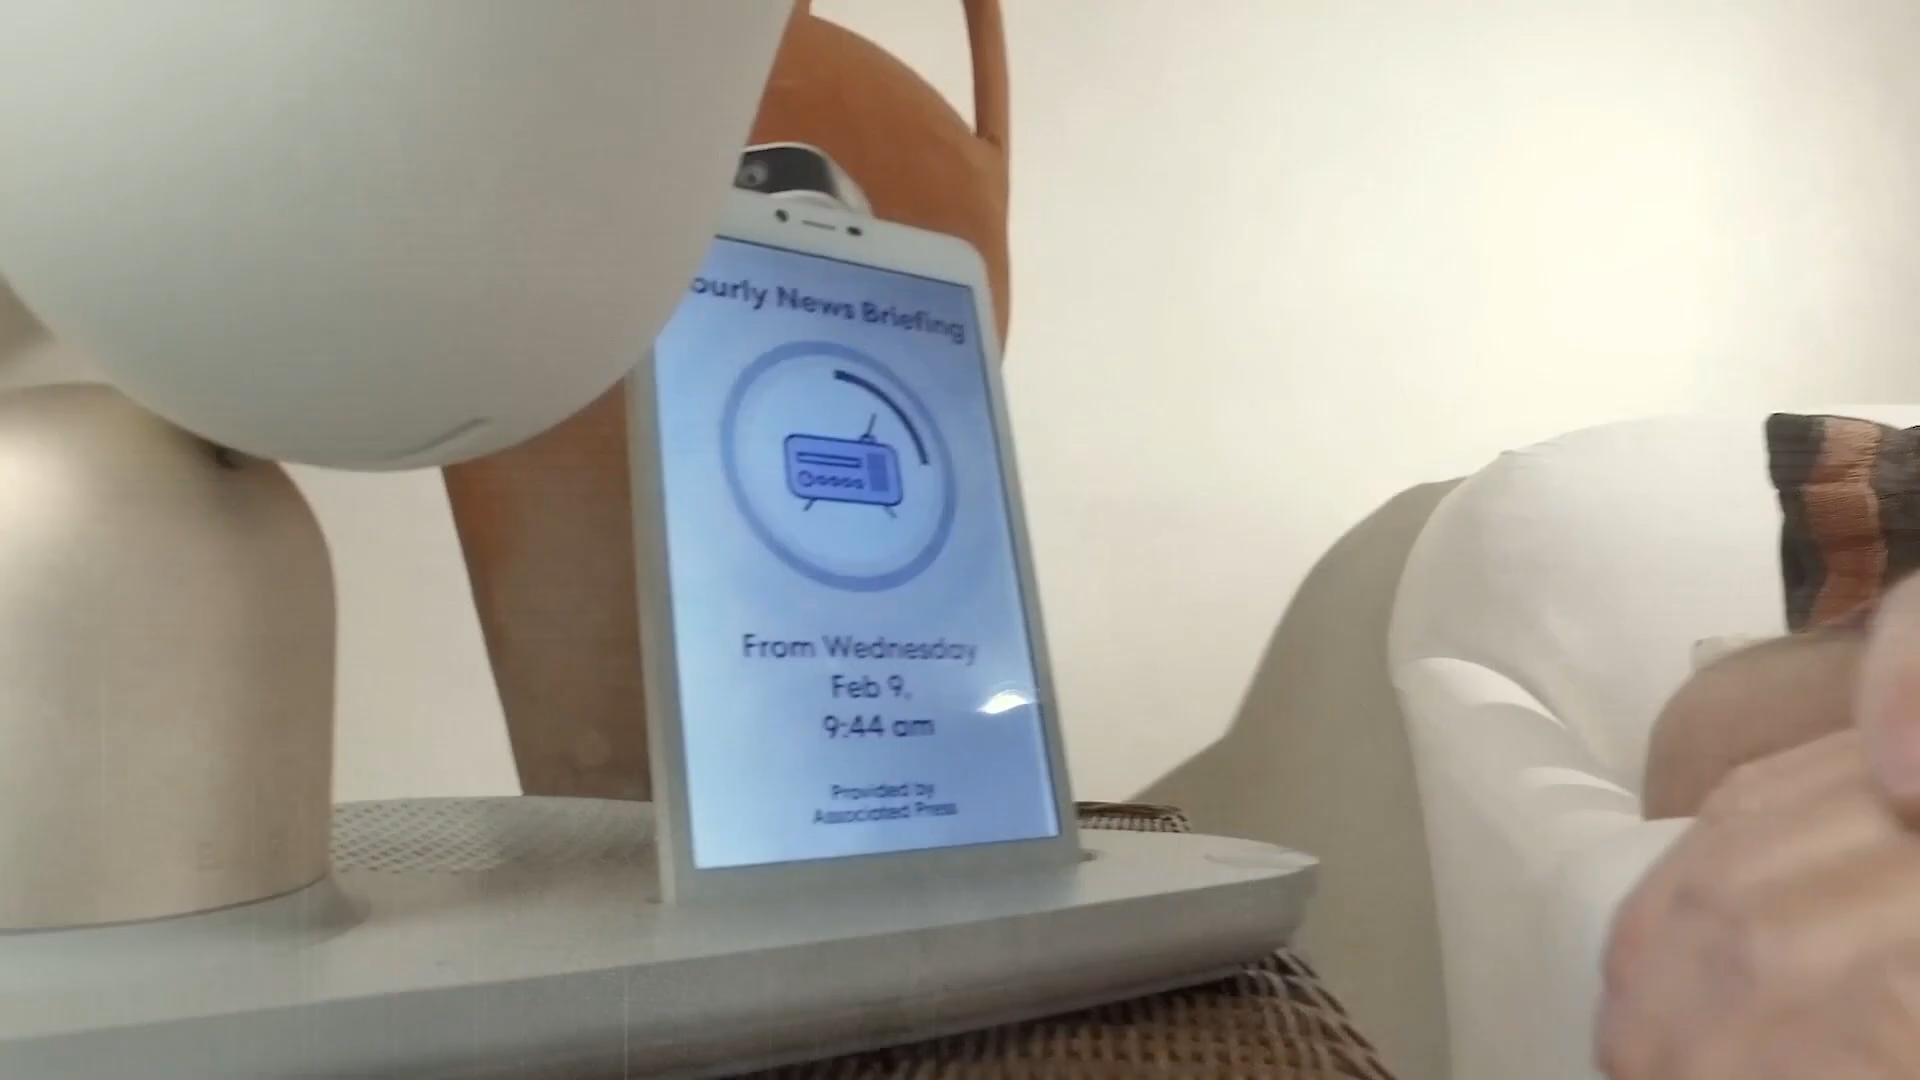 ourly News Briefing
From Wednesday
Feb 9,
9:44 am
Provided by
Associated Press